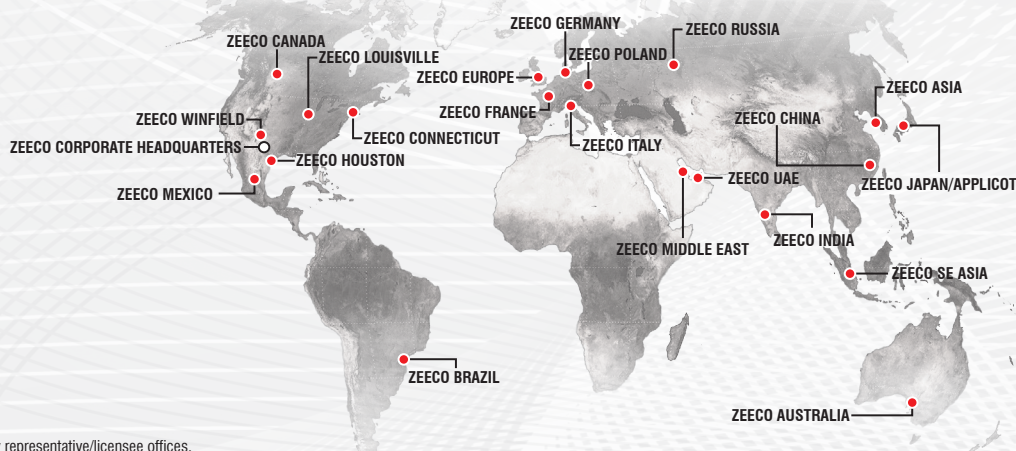 ZEECO GERMANY
ZEECO RUSSIA
ZEECO CANADA
ZEECO LOUISVILLE
ZEECO POLAND
ZEECO EUROPE
ZEECO ASIA
ZEECO FRANCE
ZEECO WINFIELD
ZEECO CHINA
ZEECO CONNECTICUT
ZEECO CORPORATE HEADQUARTERS
ZEECO ITALY
ZEECO HOUSTON
ZEECO UAE
ZEECO JAPAN/APPLICOT
ZEECO MEXICO
ZEECO INDIA
ZEECO MIDDLE EAST
ZEECO SE ASIA
ZEECO BRAZIL
ZEECO AUSTRALIA
representative/licensee offices.